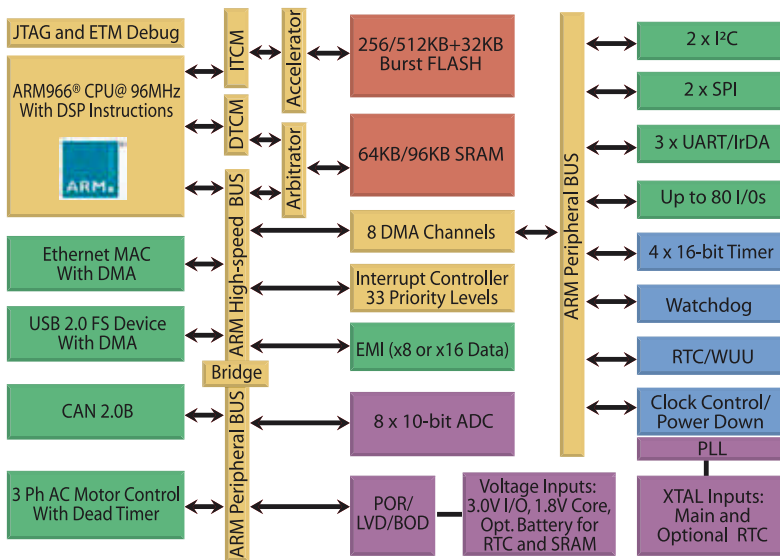 JTAG and ETM Debug
ARM966® CPU@ 96MHz
With DSP Instructions
ARM.
Ethernet MAC
With DMA
USB 2.0 FS Device
With DMA
CAN 2.0B
3 Ph AC Motor Control
With Dead Timer
ITCM
DTCM
ARM High-speed BUS
Bridge
ARM Peripheral BUS
Accelerator
Arbitrator
256/512KB+32KB
Burst FLASH
64KB/96KB SRAM
8 DMA Channels
Interrupt Controller
33 Priority Levels
EMI (x8 or x16 Data)
8 x 10-bit ADC
POR/
LVD/BOD
Voltage Inputs:
3.0V I/O, 1.8V Core,
Opt. Battery for
RTC and SRAM
ARM Peripheral BUS
2 x I²C
2 x SPI
3 x UART/IrDA
Up to 80 I/0s
4 x 16-bit Timer
Watchdog
RTC/WUU
Clock Control/
Power Down
PLL
XTAL Inputs:
Main and
Optional RTC